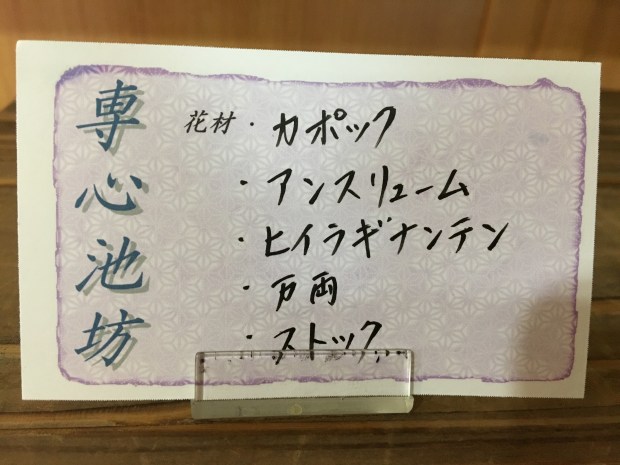 専心池坊
花材・カポック
・アンスリューム
・ヒイラギナンテン
・万両
・ストック